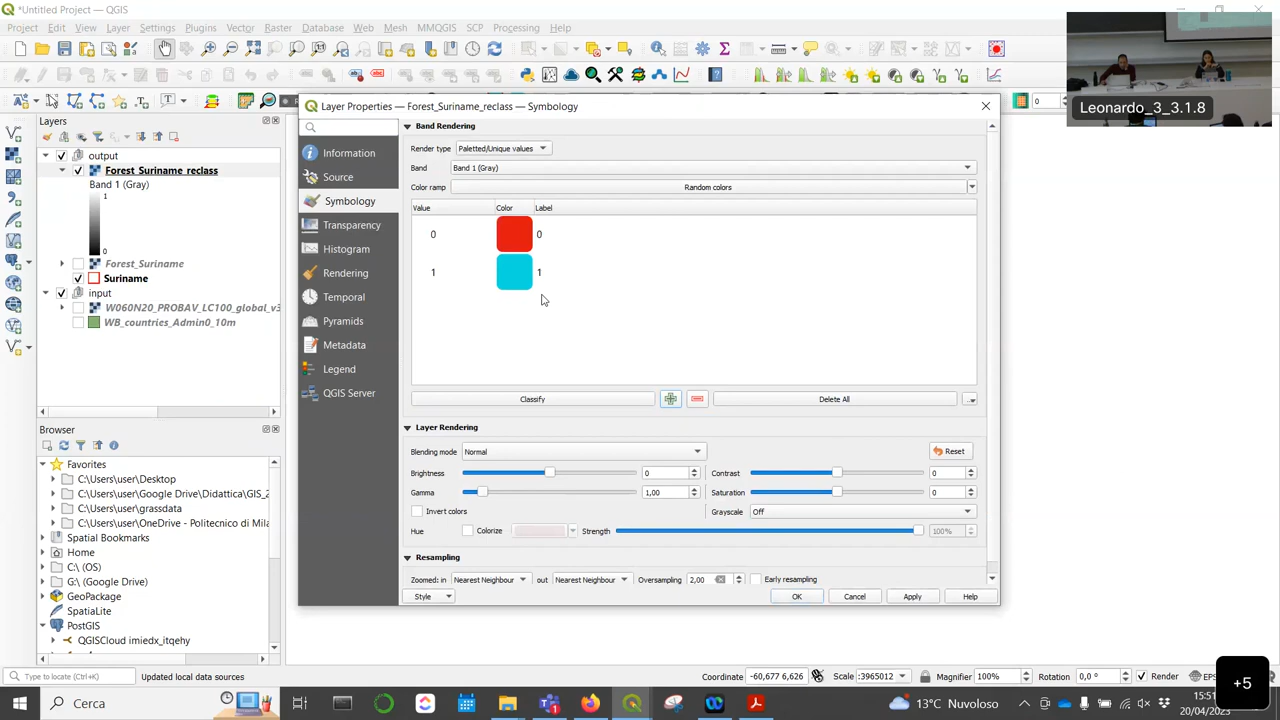 *Untitled Project — QGIS
Project Edit View Layer Settings Plugins Vector Raster Database Web Mesh MMQGIS SCP Processing Help
Leonardo_3_3.1.8
Layers
output
Forest_Suriname_reclass
Band 1 (Gray)
1
0
Forest_Suriname
Suriname
input
W060N20_PROBAV_LC100_global_v3
WB_countries_Admin0_10m
Browser
Favorites
C:\Users\user\Desktop
C:\Users\user\Google Drive\Didattica\GIS_2
C:\Users\user\grassdata
C:\Users\user\OneDrive - Politecnico di Mila
Spatial Bookmarks
Home
C:\ (OS)
G:\ (Google Drive)
GeoPackage
SpatiaLite
PostGIS
QGISCloud imiedx_itqehy
Layer Properties — Forest_Suriname_reclass — Symbology
Information
Source
Symbology
Transparency
Histogram
Rendering
Temporal
Pyramids
Metadata
Legend
QGIS Server
Band Rendering
Render type Paletted/Unique values
Band Band 1 (Gray)
Color ramp Random colors
Value Color Label
0 0
1 1
Classify Delete All ...
Layer Rendering
Blending mode Normal Reset
Brightness 0 Contrast 0
Gamma 1,00 Saturation 0
Invert colors Grayscale Off
Hue Colorize Strength 100%
Resampling
Zoomed: in Nearest Neighbour out Nearest Neighbour Oversampling 2,00 Early resampling
Style OK Cancel Apply Help
0
Type to locate (Ctrl+K) Updated local data sources Coordinate -60,677 6,626 Scale :3965012 Magnifier 100% Rotation 0,0 ° Render EPS
+5
Cerca 13°C Nuvoloso 15:51
20/04/2023